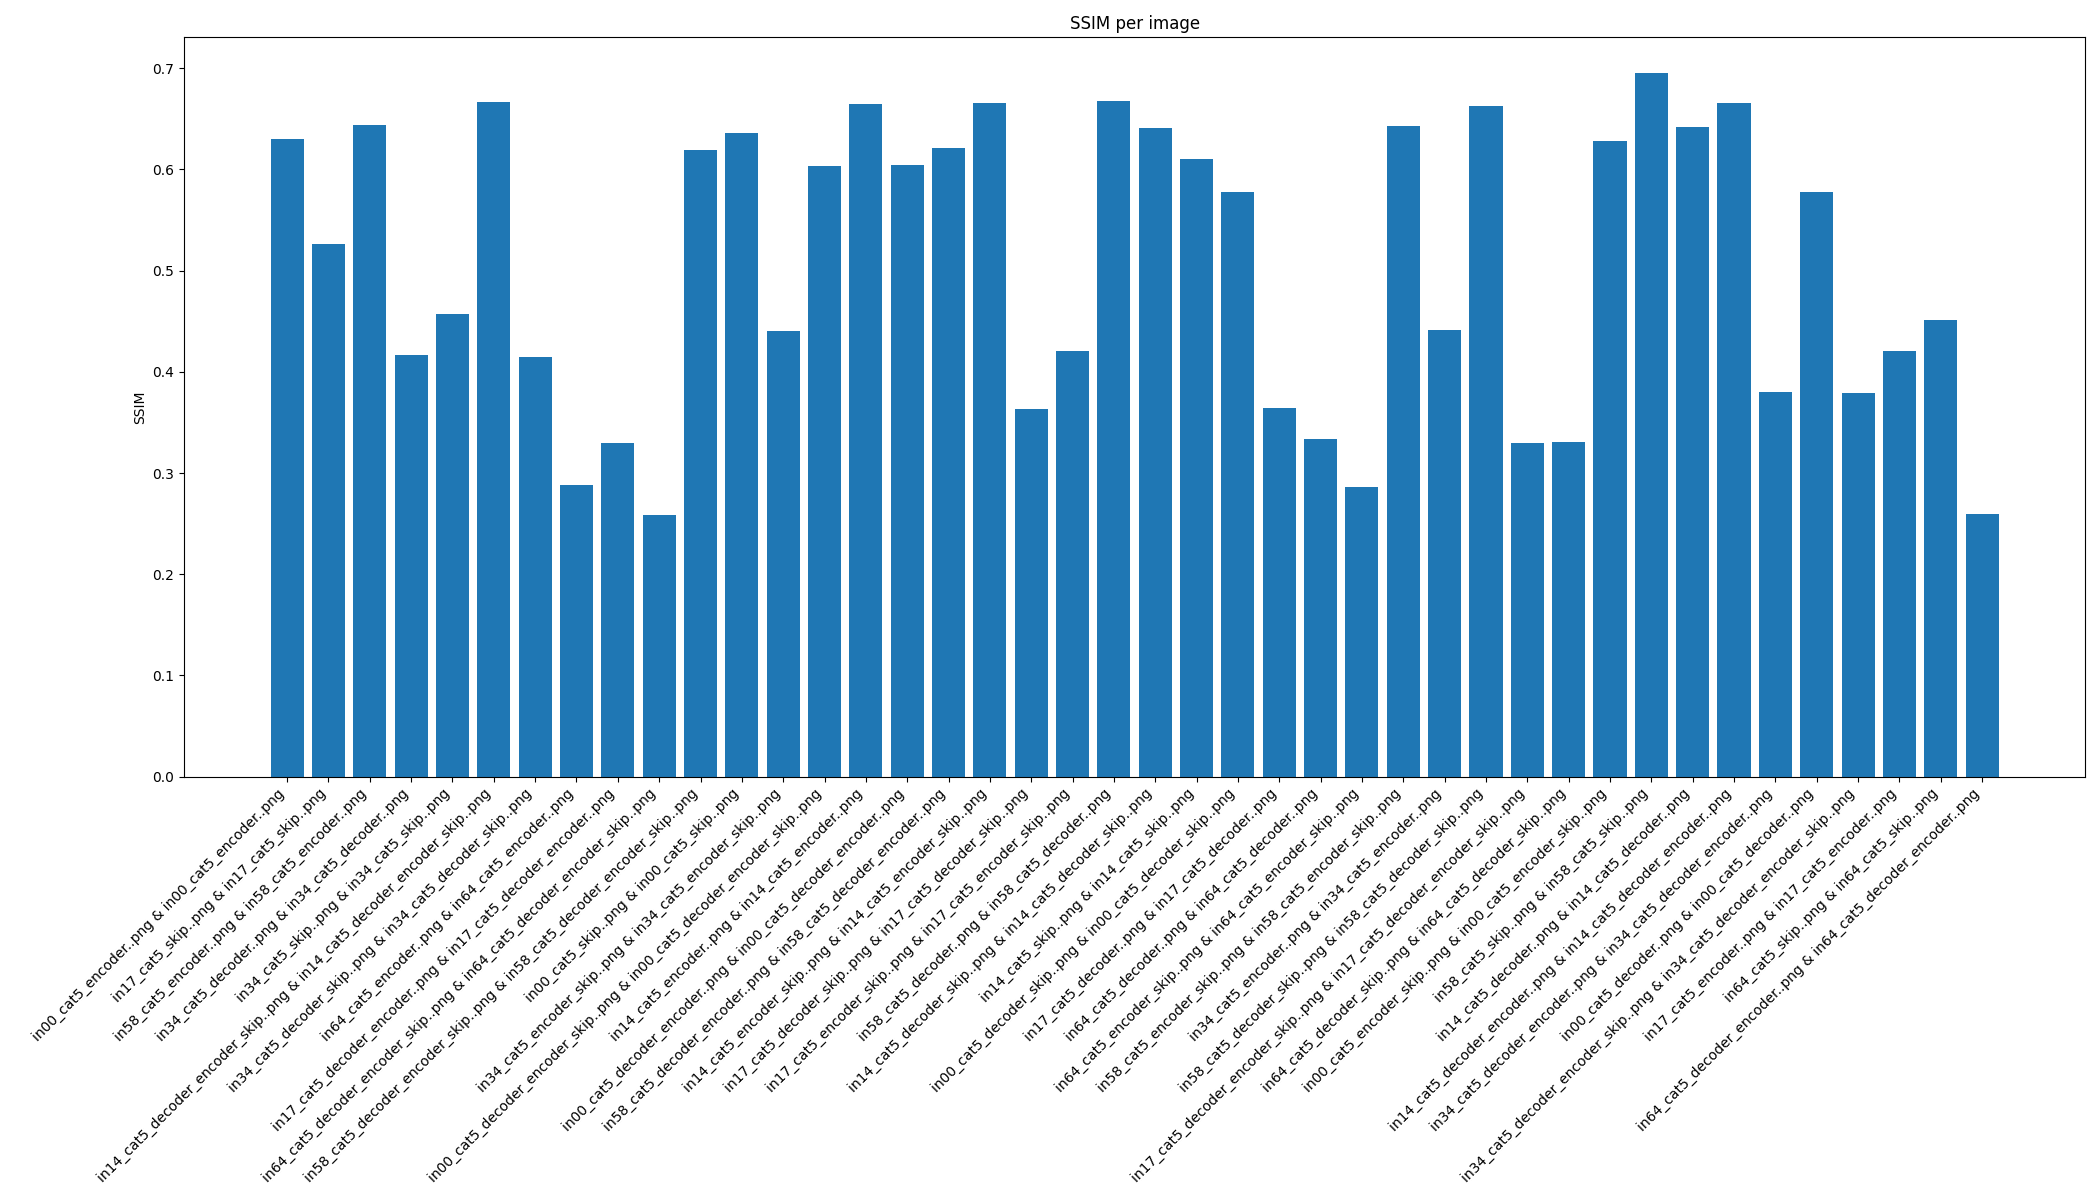 SSIM per image
SSIM
0.7
0.6
0.5
0.4
0.3
0.2
0.1
0.0
in00_cat5_encoder..png & in00_cat5_encoder..png
in17_cat5_skip..png & in17_cat5_skip..png
in58_cat5_encoder..png & in58_cat5_encoder..png
in34_cat5_decoder..png & in34_cat5_decoder..png
in34_cat5_skip..png & in34_cat5_skip..png
in14_cat5_decoder_encoder_skip..png & in14_cat5_decoder_encoder_skip..png
in34_cat5_decoder_skip..png & in34_cat5_decoder_skip..png
in64_cat5_encoder..png & in64_cat5_encoder..png
in17_cat5_decoder_encoder..png & in17_cat5_decoder_encoder..png
in64_cat5_decoder_encoder_skip..png & in64_cat5_decoder_encoder_skip..png
in58_cat5_decoder_encoder_skip..png & in58_cat5_decoder_encoder_skip..png
in00_cat5_skip..png & in00_cat5_skip..png
in34_cat5_encoder_skip..png & in34_cat5_encoder_skip..png
in00_cat5_decoder_encoder_skip..png & in00_cat5_decoder_encoder_skip..png
in14_cat5_encoder..png & in14_cat5_encoder..png
in00_cat5_decoder_encoder..png & in00_cat5_decoder_encoder..png
in58_cat5_decoder_encoder..png & in58_cat5_decoder_encoder..png
in14_cat5_encoder_skip..png & in14_cat5_encoder_skip..png
in17_cat5_decoder_skip..png & in17_cat5_decoder_skip..png
in17_cat5_encoder_skip..png & in17_cat5_encoder_skip..png
in58_cat5_decoder..png & in58_cat5_decoder..png
in14_cat5_decoder_skip..png & in14_cat5_decoder_skip..png
in14_cat5_skip..png & in14_cat5_skip..png
in00_cat5_decoder_skip..png & in00_cat5_decoder_skip..png
in17_cat5_decoder..png & in17_cat5_decoder..png
in64_cat5_decoder..png & in64_cat5_decoder..png
in64_cat5_encoder_skip..png & in64_cat5_encoder_skip..png
in58_cat5_encoder_skip..png & in58_cat5_encoder_skip..png
in34_cat5_encoder..png & in34_cat5_encoder..png
in58_cat5_decoder_skip..png & in58_cat5_decoder_skip..png
in17_cat5_decoder_encoder_skip..png & in17_cat5_decoder_encoder_skip..png
in64_cat5_decoder_skip..png & in64_cat5_decoder_skip..png
in00_cat5_encoder_skip..png & in00_cat5_encoder_skip..png
in58_cat5_skip..png & in58_cat5_skip..png
in14_cat5_decoder..png & in14_cat5_decoder..png
in14_cat5_decoder_encoder..png & in14_cat5_decoder_encoder..png
in34_cat5_decoder_encoder..png & in34_cat5_decoder_encoder..png
in00_cat5_decoder..png & in00_cat5_decoder..png
in34_cat5_decoder_encoder_skip..png & in34_cat5_decoder_encoder_skip..png
in17_cat5_encoder..png & in17_cat5_encoder..png
in64_cat5_skip..png & in64_cat5_skip..png
in64_cat5_decoder_encoder..png & in64_cat5_decoder_encoder..png